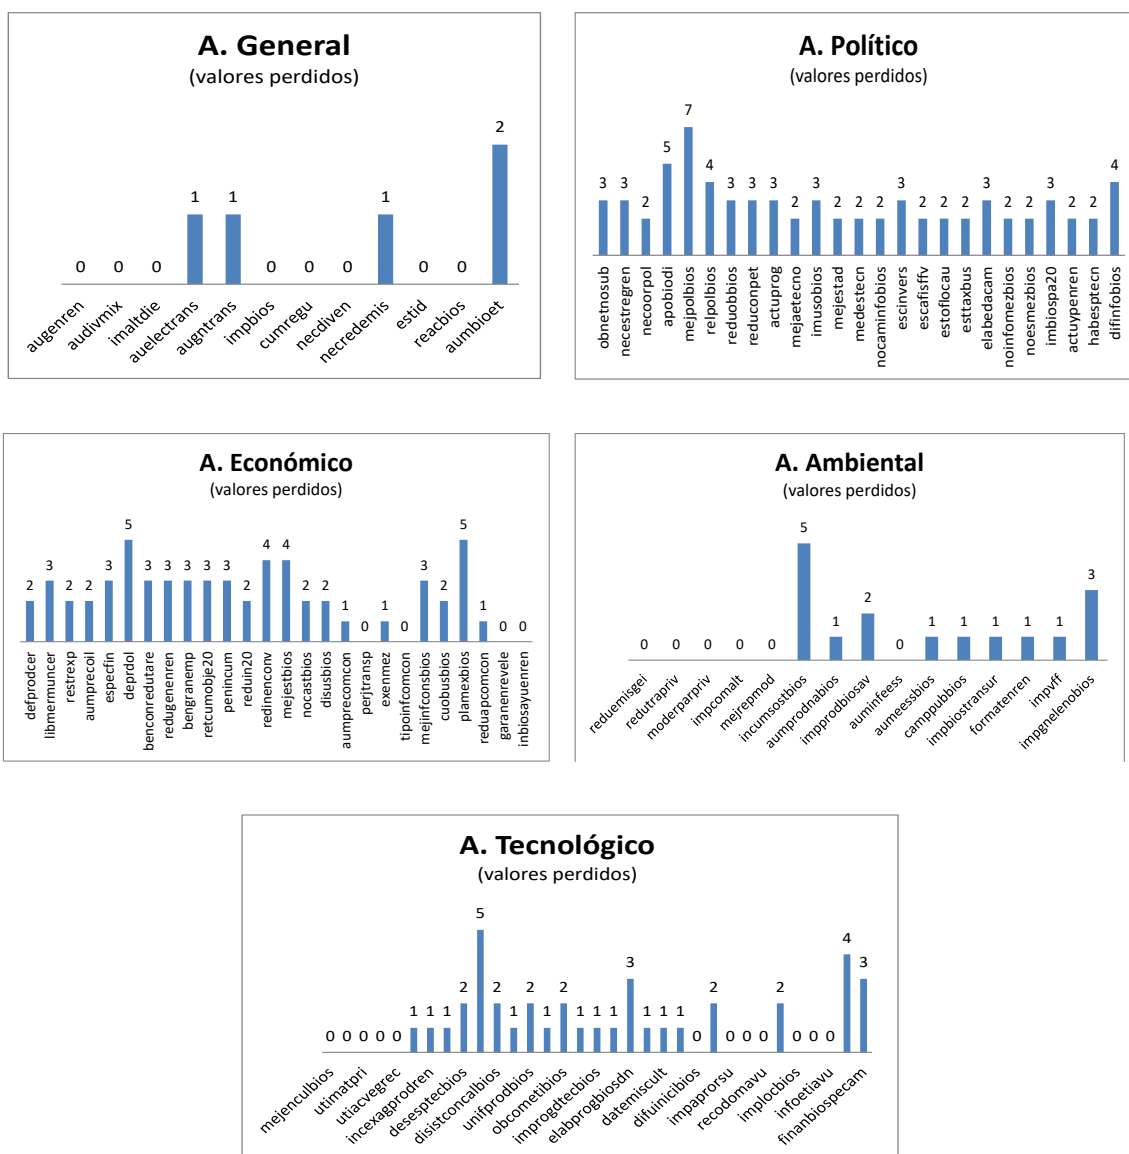 A. General
(valores perdidos)
0 0 0 1 1 0 0 0 1 0 0 2
augenren audivmix imaltdie auelectrans augntrans impbios cumregu necdiven necredemis estid reacbios aumbioet
A. Político
(valores perdidos)
3 3 2 5 7 4 3 3 3 2 3 2 2 2 3 2 2 2 3 2 2 3 2 2 4
obnetnosub necestregren necoorpol apobiodi mejpolbios relpolbios reduobbios reduconpet actuprog mejaetecno imusobios mejestad medestecn nocaminfobios escinvers escafisffv estoflocau esttaxbus elabedacam noinfomezbios noesmezbios imbiospa20 actuypenren habesptecn difinfobios
A. Económico
(valores perdidos)
2 3 2 2 3 5 3 3 3 3 3 2 4 4 2 2 1 0 1 0 3 2 5 1 0 0
defprodcer libmermuncer restrexp aumprecoil especfin deprdol benconredutare redugenenren bengranemp retcumobje20 penincum reduin20 redinenconv mejestbios nocastbios disusbios aumprecomcon perjtransp exenmez tipoinfcomcon mejinfconsbios cuobusbios plamexbios reduapcomcon garanenrevele inbiosayuenren
A. Ambiental
(valores perdidos)
0 0 0 0 0 5 1 2 0 1 1 1 1 1 3
reduemisgei redutrapriv moderparpriv impcomalt mejrepmod incumsostbios aumprodnabios impprodbiosav auminfeess aumeessbios camppubbios impbiostransur formatenren impvff impgnelenobios
A. Tecnológico
(valores perdidos)
0 0 0 0 0 1 1 1 2 5 2 1 2 1 2 1 1 1 3 1 1 1 0 2 0 0 0 2 0 0 0 4 3
mejenculbios utimatpri utiacvegrec incexagprodren desesptecbios disistconcalbios unifprodbios obcometibios improgdtecbios elabprogbiosdn datemiscult difuinicibios impaprorsu recodomavu implocbios infoetiavu finanbiospecam